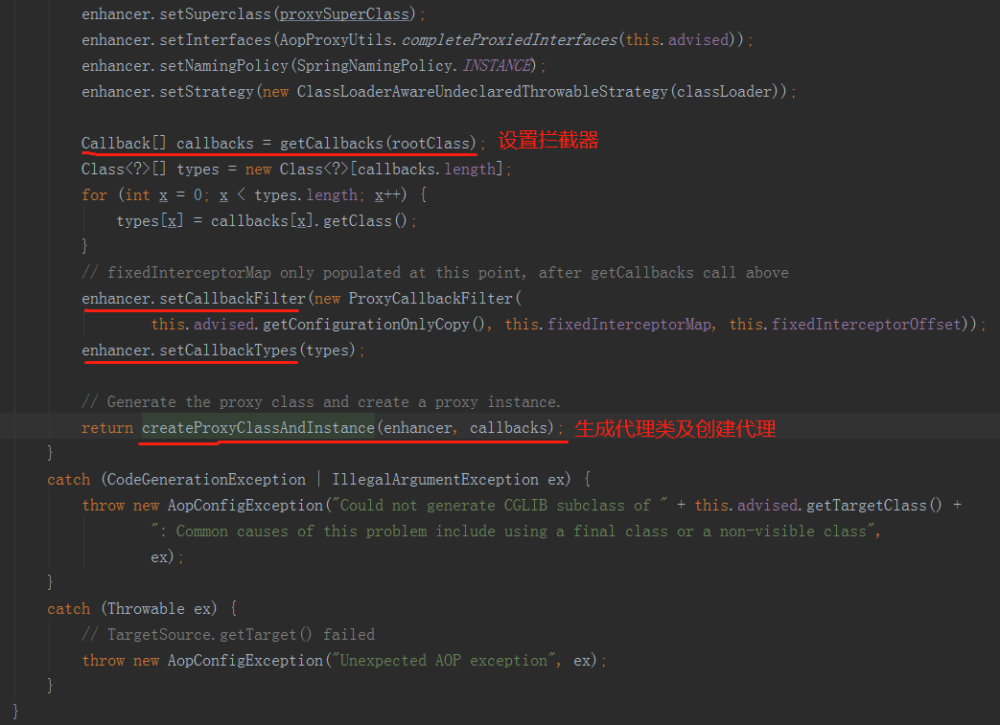 enhancer.setSuperclass(proxySuperClass);
enhancer.setInterfaces(AopProxyUtils.completeProxiedInterfaces(this.advised));
enhancer.setNamingPolicy(SpringNamingPolicy.INSTANCE);
enhancer.setStrategy(new ClassLoaderAwareUndeclaredThrowableStrategy(classLoader));
Callback[] callbacks = getCallbacks(rootClass); 设置拦截器
Class<?>[] types = new Class<?>[callbacks.length];
for (int x = 0; x < types.length; x++) {
types[x] = callbacks[x].getClass();
}
// fixedInterceptorMap only populated at this point, after getCallbacks call above
enhancer.setCallbackFilter(new ProxyCallbackFilter(
this.advised.getConfigurationOnlyCopy(), this.fixedInterceptorMap, this.fixedInterceptorOffset));
enhancer.setCallbackTypes(types);
// Generate the proxy class and create a proxy instance.
return createProxyClassAndInstance(enhancer, callbacks); 生成代理类及创建代理
}
catch (CodeGenerationException | IllegalArgumentException ex) {
throw new AopConfigException("Could not generate CGLIB subclass of " + this.advised.getTargetClass() +
": Common causes of this problem include using a final class or a non-visible class",
ex);
}
catch (Throwable ex) {
// TargetSource.getTarget() failed
throw new AopConfigException("Unexpected AOP exception", ex);
}
}